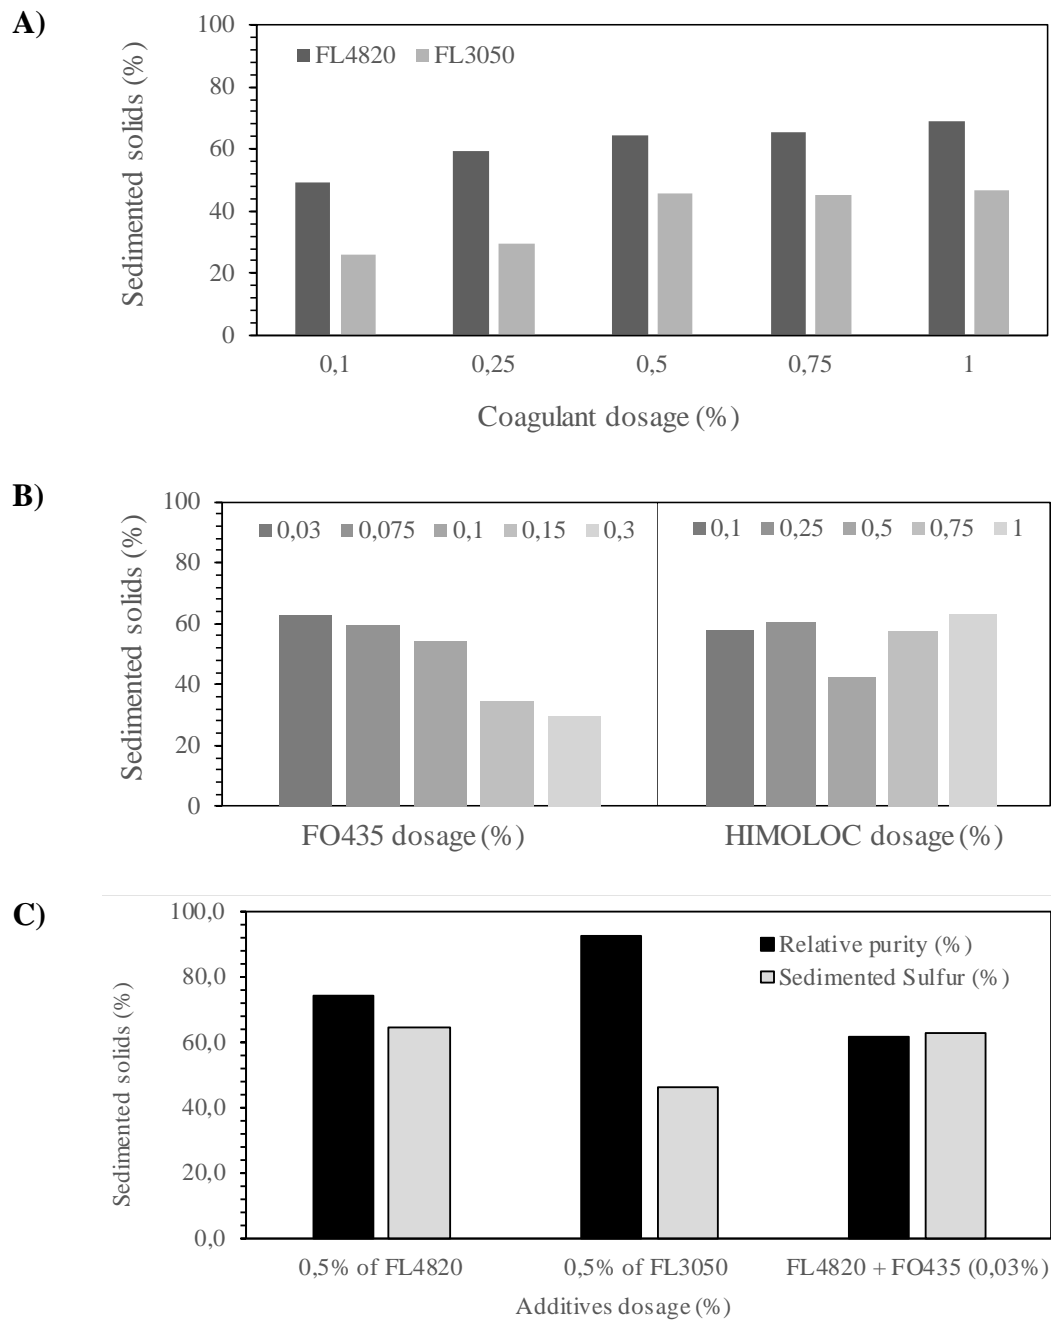 A)
Sedimented solids (%)
100
80
60
40
20
0
FL4820 FL3050
0,1 0,25 0,5 0,75 1
Coagulant dosage (%)
B)
Sedimented solids (%)
100
80
60
40
20
0
0,03 0,075 0,1 0,15 0,3
0,1 0,25 0,5 0,75 1
FO435 dosage (%) HIMOLOC dosage (%)
C)
Sedimented solids (%)
100,0
80,0
60,0
40,0
20,0
0,0
Relative purity (%)
Sedimented Sulfur (%)
0,5% of FL4820 0,5% of FL3050 FL4820 + FO435 (0,03%)
Additives dosage (%)